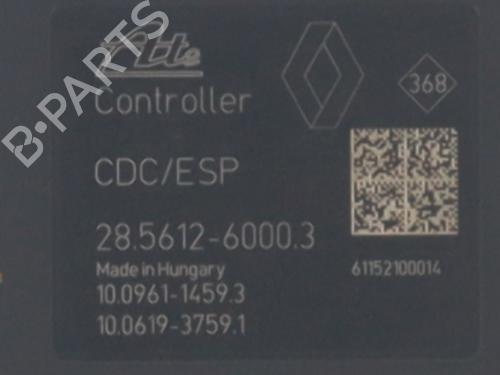 Ate
368
Controller
CDC/ESP
28.5612-6000.3
Made in Hungary
61152100014
10.0961-1459.3
10.0619-3759.1
B-PARTS